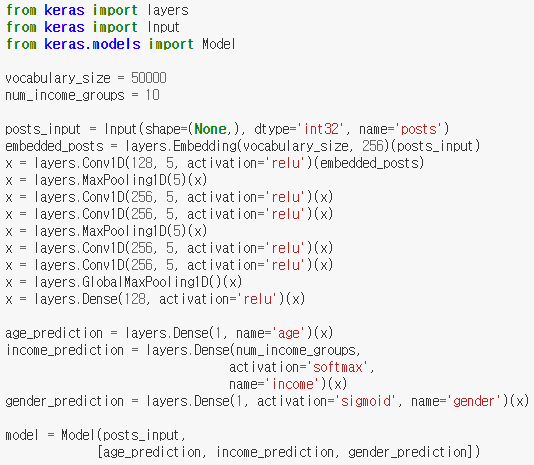 from keras import layers
from keras import Input
from keras.models import Model

vocabulary_size = 50000
num_income_groups = 10

posts_input = Input(shape=(None,), dtype='int32', name='posts')
embedded_posts = layers.Embedding(vocabulary_size, 256)(posts_input)
x = layers.Conv1D(128, 5, activation='relu')(embedded_posts)
x = layers.MaxPooling1D(5)(x)
x = layers.Conv1D(256, 5, activation='relu')(x)
x = layers.Conv1D(256, 5, activation='relu')(x)
x = layers.MaxPooling1D(5)(x)
x = layers.Conv1D(256, 5, activation='relu')(x)
x = layers.Conv1D(256, 5, activation='relu')(x)
x = layers.GlobalMaxPooling1D()(x)
x = layers.Dense(128, activation='relu')(x)

age_prediction = layers.Dense(1, name='age')(x)
income_prediction = layers.Dense(num_income_groups,
                                 activation='softmax',
                                 name='income')(x)
gender_prediction = layers.Dense(1, activation='sigmoid', name='gender')(x)

model = Model(posts_input,
              [age_prediction, income_prediction, gender_prediction])